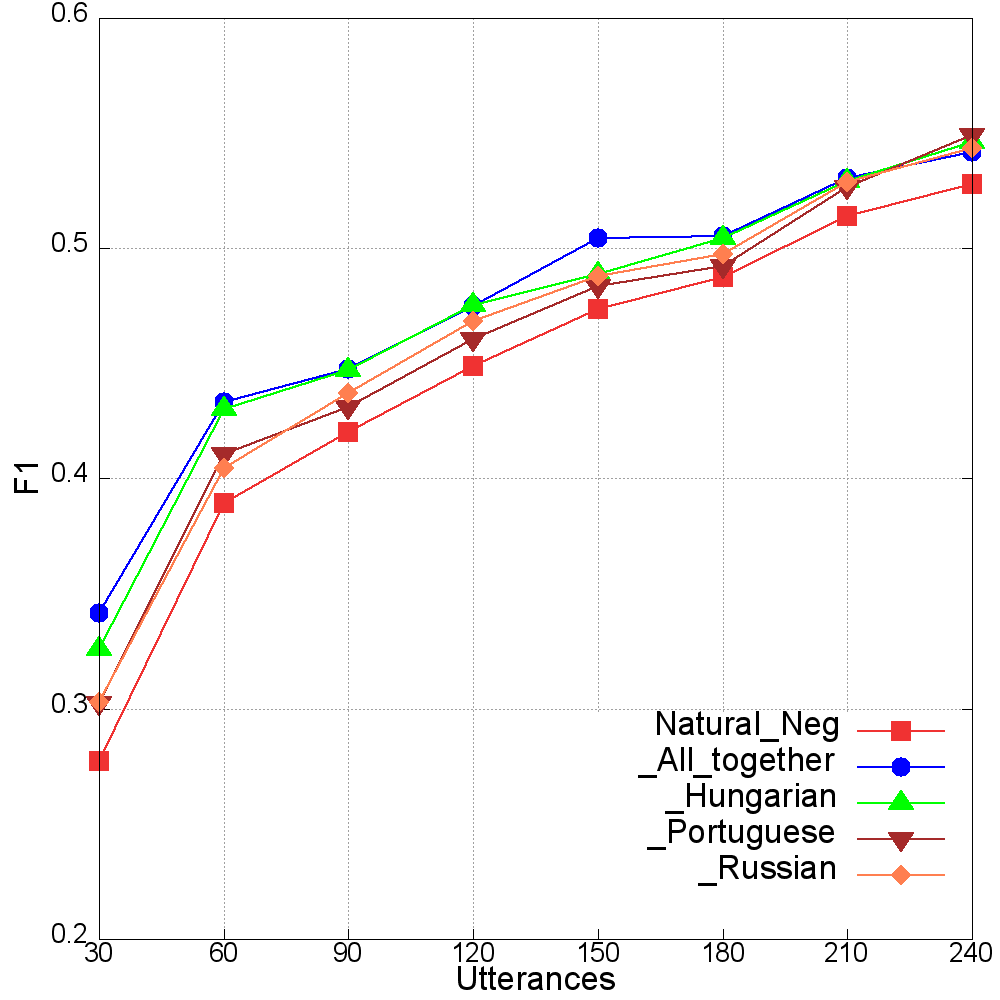 0.6
0.5
0.4
0.3
0.2
F1
30 60 90 120 150 180 210 240
Utterances
Natural_Neg
_All_together
_Hungarian
_Portuguese
_Russian